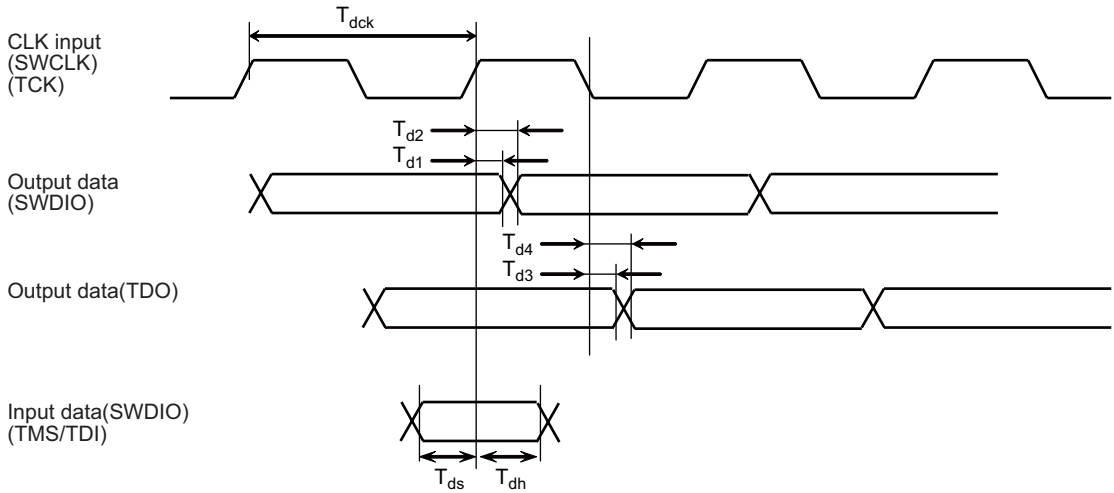 T_dck
CLK input
(SWCLK)
(TCK)
T_d2
T_d1
Output data
(SWDIO)
T_d4
T_d3
Output data(TDO)
Input data(SWDIO)
(TMS/TDI)
T_ds T_dh